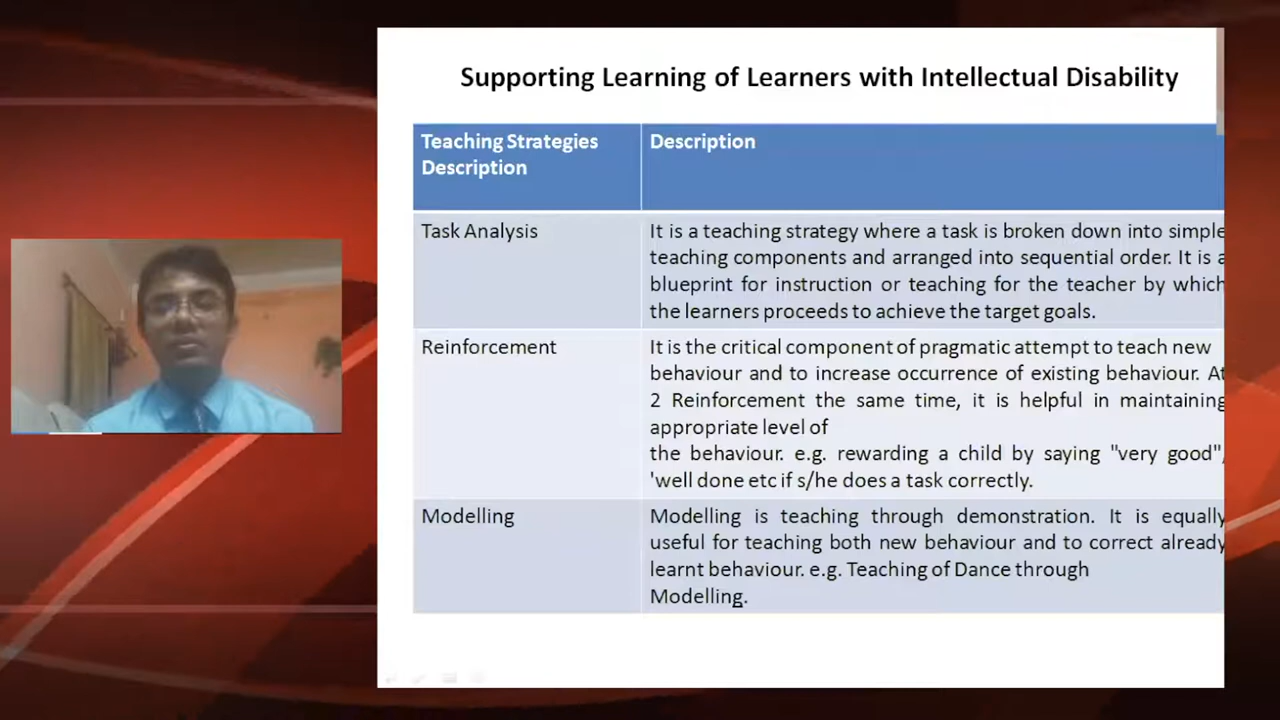 Supporting Learning of Learners with Intellectual Disability
Teaching Strategies
Description
Description
Task Analysis
It is a teaching strategy where a task is broken down into simple
teaching components and arranged into sequential order. It is a
blueprint for instruction or teaching for the teacher by which
the learners proceeds to achieve the target goals.
Reinforcement
It is the critical component of pragmatic attempt to teach new
behaviour and to increase occurrence of existing behaviour. At
2 Reinforcement the same time, it is helpful in maintaining
appropriate level of
the behaviour. e.g. rewarding a child by saying "very good",
'well done etc if s/he does a task correctly.
Modelling
Modelling is teaching through demonstration. It is equally
useful for teaching both new behaviour and to correct already
learnt behaviour. e.g. Teaching of Dance through
Modelling.